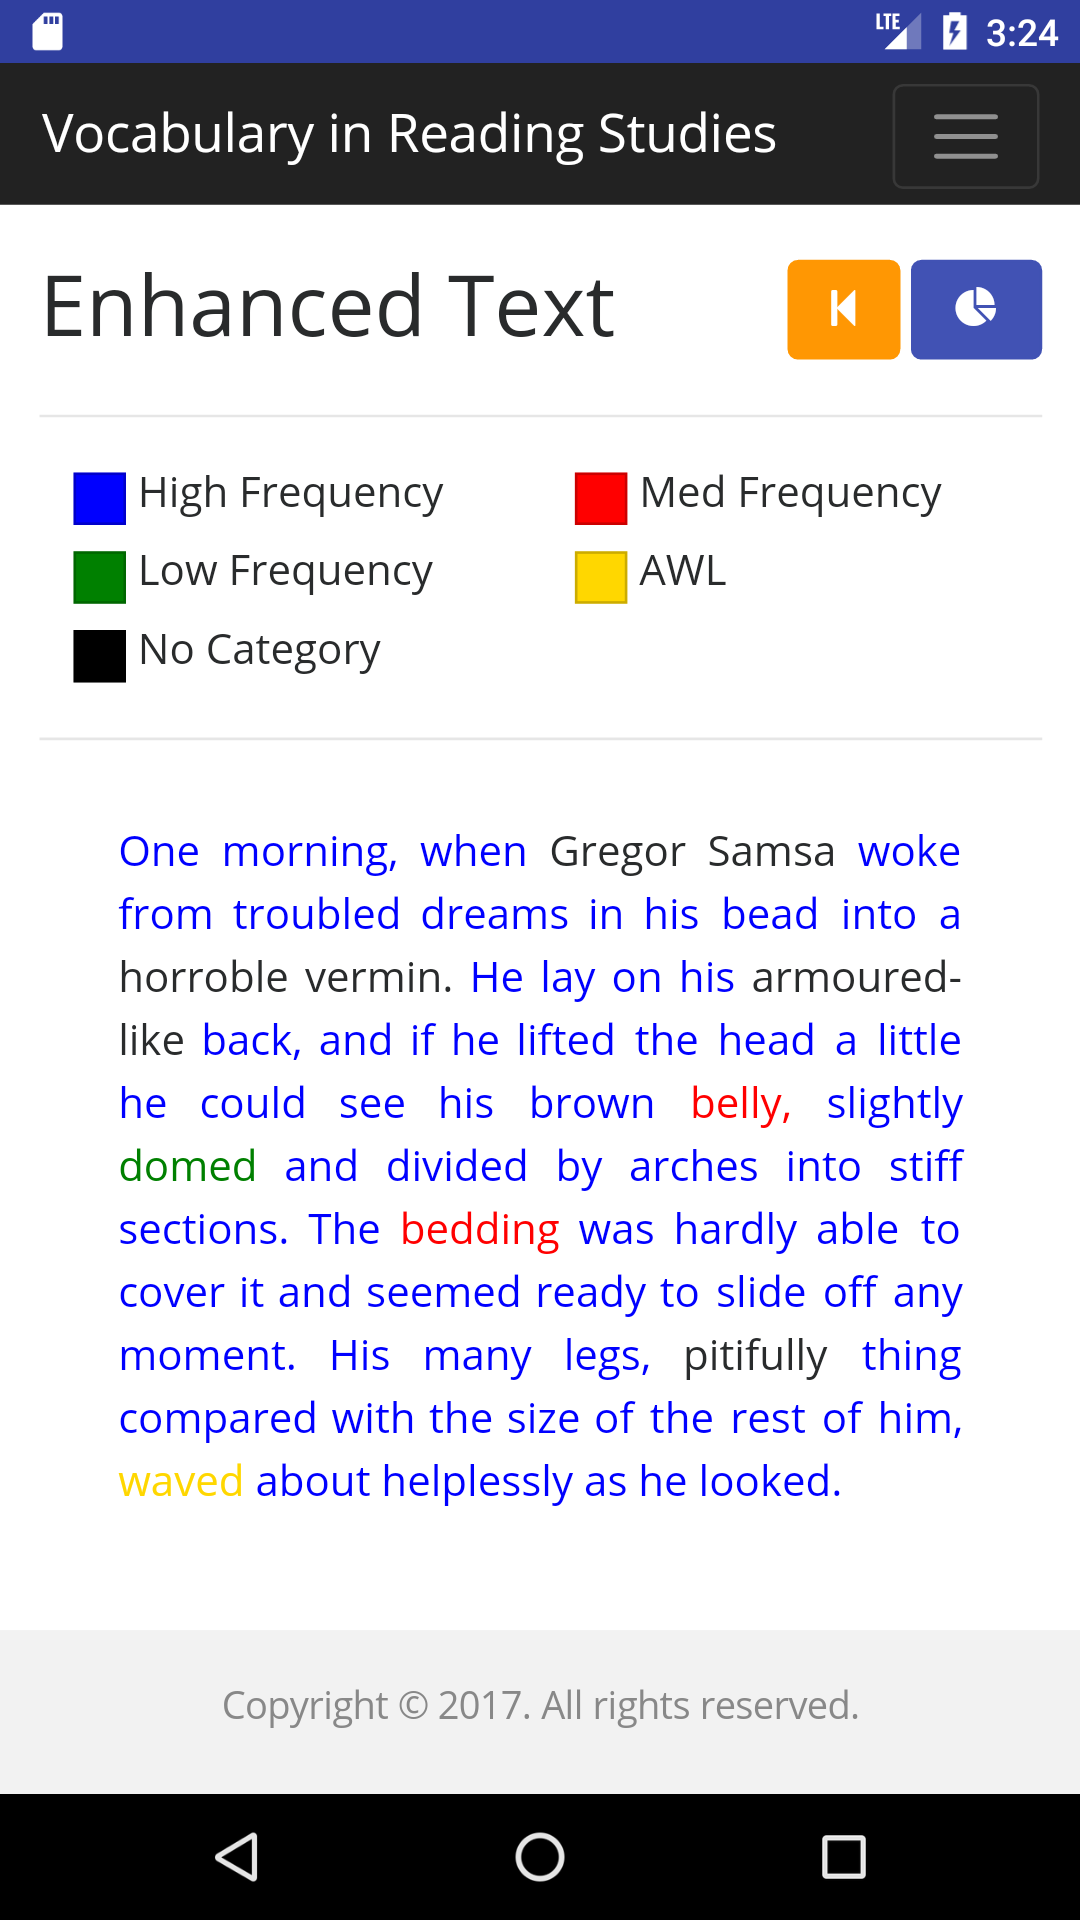 LTE 3:24
Vocabulary in Reading Studies
Enhanced Text
High Frequency
Med Frequency
Low Frequency
AWL
No Category
One morning, when Gregor Samsa woke
from troubled dreams in his bead into a
horroble vermin. He lay on his armoured-
like back, and if he lifted the head a little
he could see his brown belly, slightly
domed and divided by arches into stiff
sections. The bedding was hardly able to
cover it and seemed ready to slide off any
moment. His many legs, pitifully thing
compared with the size of the rest of him,
waved about helplessly as he looked.
Copyright © 2017. All rights reserved.